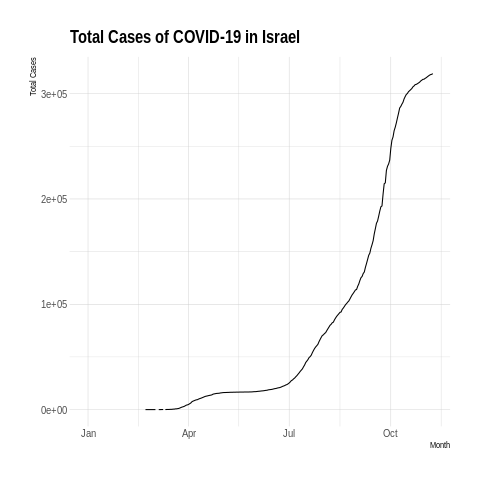 Total Cases of COVID-19 in Israel
Total Cases
3e+05
2e+05
1e+05
0e+00
Jan Apr Jul Oct
Month